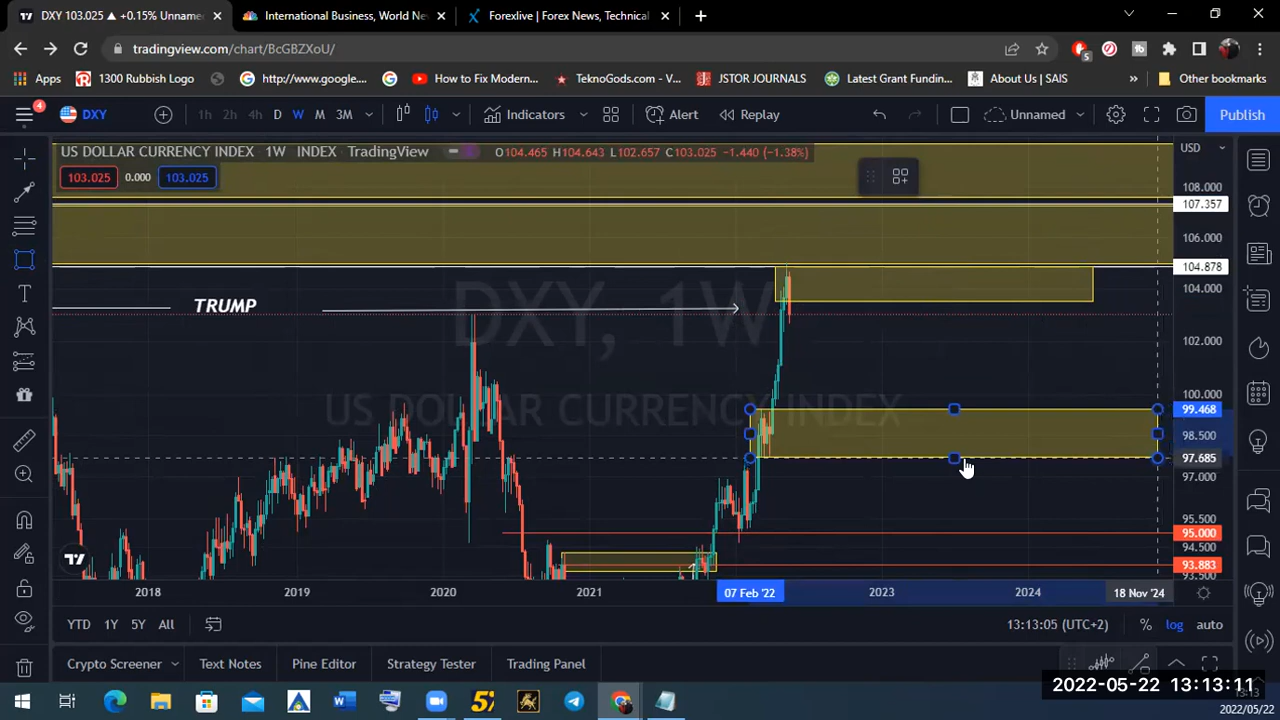 DXY 103.025 ▲ +0.15% Unname
International Business, World Ne
Forexlive | Forex News, Technical
tradingview.com/chart/BcGBZXoU/
5
Apps
1300 Rubbish Logo
http://www.google...
How to Fix Modern...
TeknoGods.com - V...
JSTOR JOURNALS
Latest Grant Fundin...
About Us | SAIS
»
Other bookmarks
4
DXY
1h 2h 4h D W M 3M
Indicators
Alert
Replay
Unnamed
Publish
US DOLLAR CURRENCY INDEX 1W INDEX TradingView
O104.465 H104.643 L102.657 C103.025 -1.440 (-1.38%)
USD
103.025 0.000 103.025
108.000
107.357
106.000
104.878
104.000
102.000
100.000
99.468
98.500
97.685
97.000
95.500
95.000
94.500
93.883
93.500
TRUMP
DXY, 1W
US DOLLAR CURRENCY INDEX
2018 2019 2020 2021 07 Feb '22 2023 2024 18 Nov '24
YTD 1Y 5Y All
13:13:05 (UTC+2) % log auto
Crypto Screener Text Notes Pine Editor Strategy Tester Trading Panel
2022-05-22 13:13:11
2022/05/22